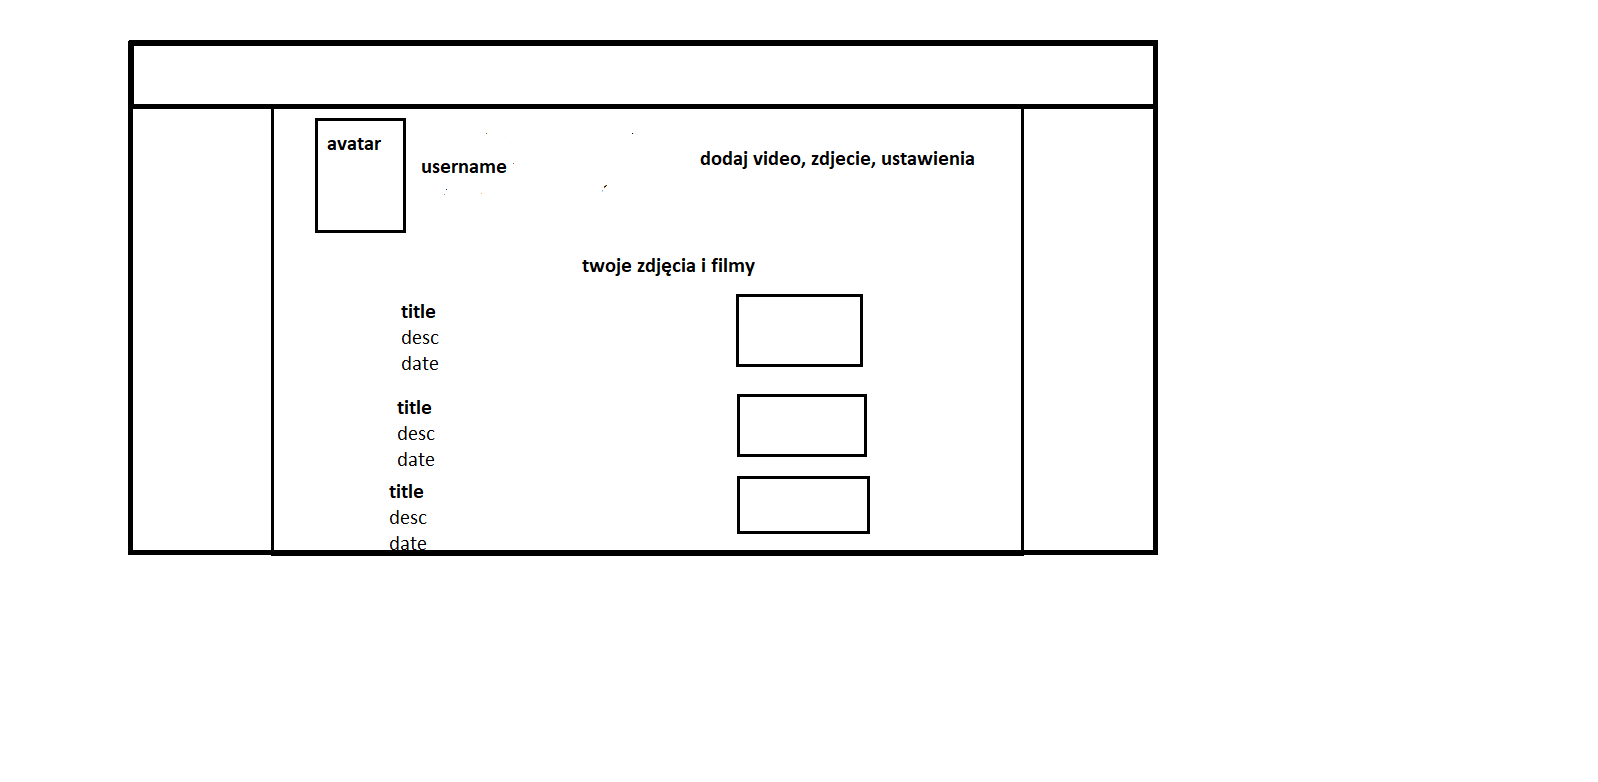 avatar
username
dodaj video, zdjecie, ustawienia
twoje zdjęcia i filmy
title
desc
date
title
desc
date
title
desc
date